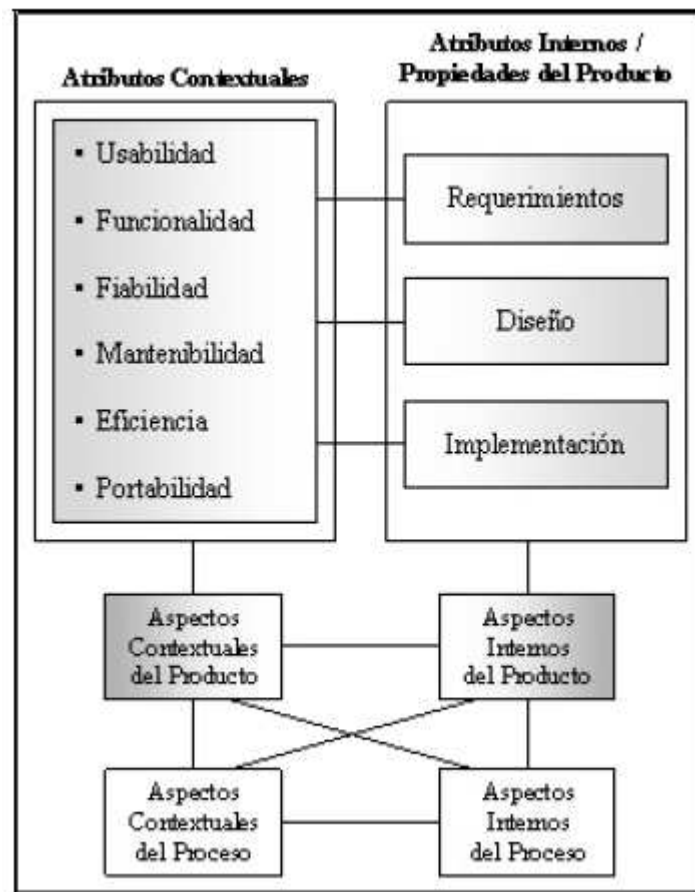 Atributos Contextuales
Atributos Internos /
Propiedades del Producto
▪ Usabilidad
▪ Funcionalidad
▪ Fiabilidad
▪ Mantenibilidad
▪ Eficiencia
▪ Portabilidad
Requerimientos
Diseño
Implementación
Aspectos
Contextuales
del Producto
Aspectos
Internos
del Producto
Aspectos
Contextuales
del Proceso
Aspectos
Internos
del Proceso